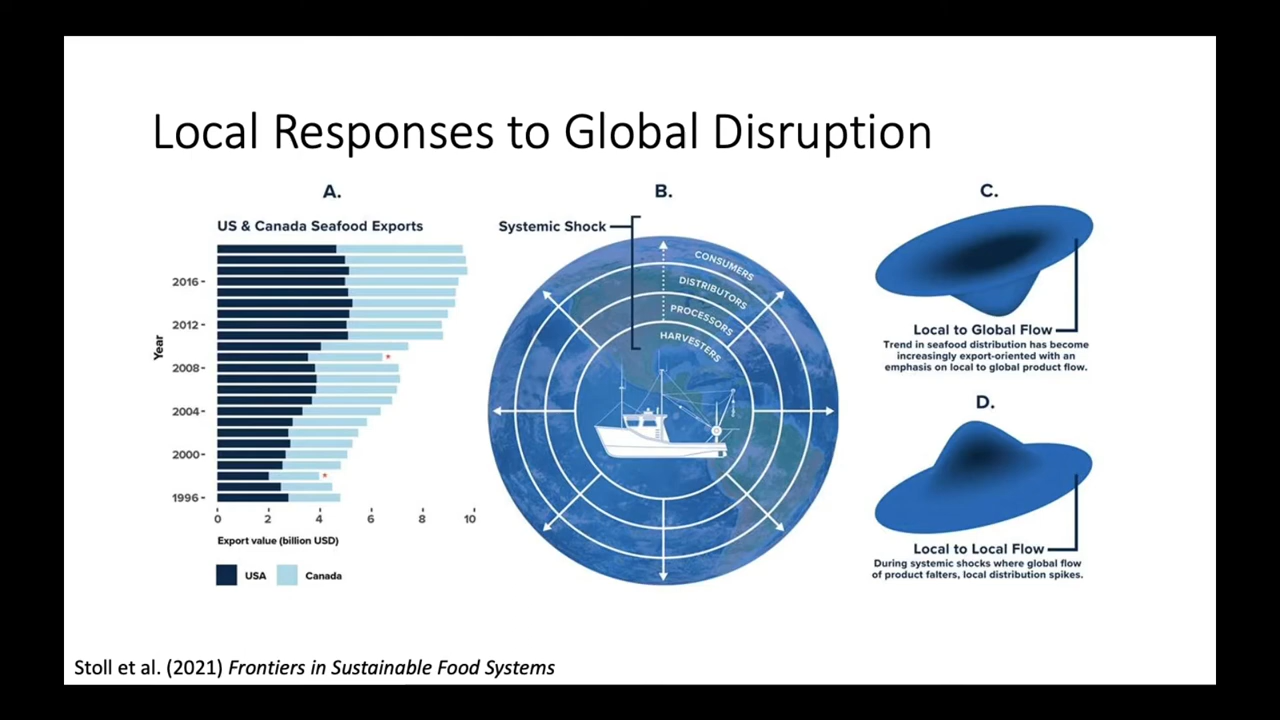 Local Responses to Global Disruption
A.
US & Canada Seafood Exports
Year
2016-
2012-
2008-
*
2004-
2000-
*
1996-
0 2 4 6 8 10
Export value (billion USD)
USA Canada
B.
Systemic Shock
CONSUMERS
DISTRIBUTORS
PROCESSORS
HARVESTERS
C.
Local to Global Flow
Trend in seafood distribution has become
increasingly export-oriented with an
emphasis on local to global product flow.
D.
Local to Local Flow
During systemic shocks where global flow
of product falters, local distribution spikes.
Stoll et al. (2021) Frontiers in Sustainable Food Systems